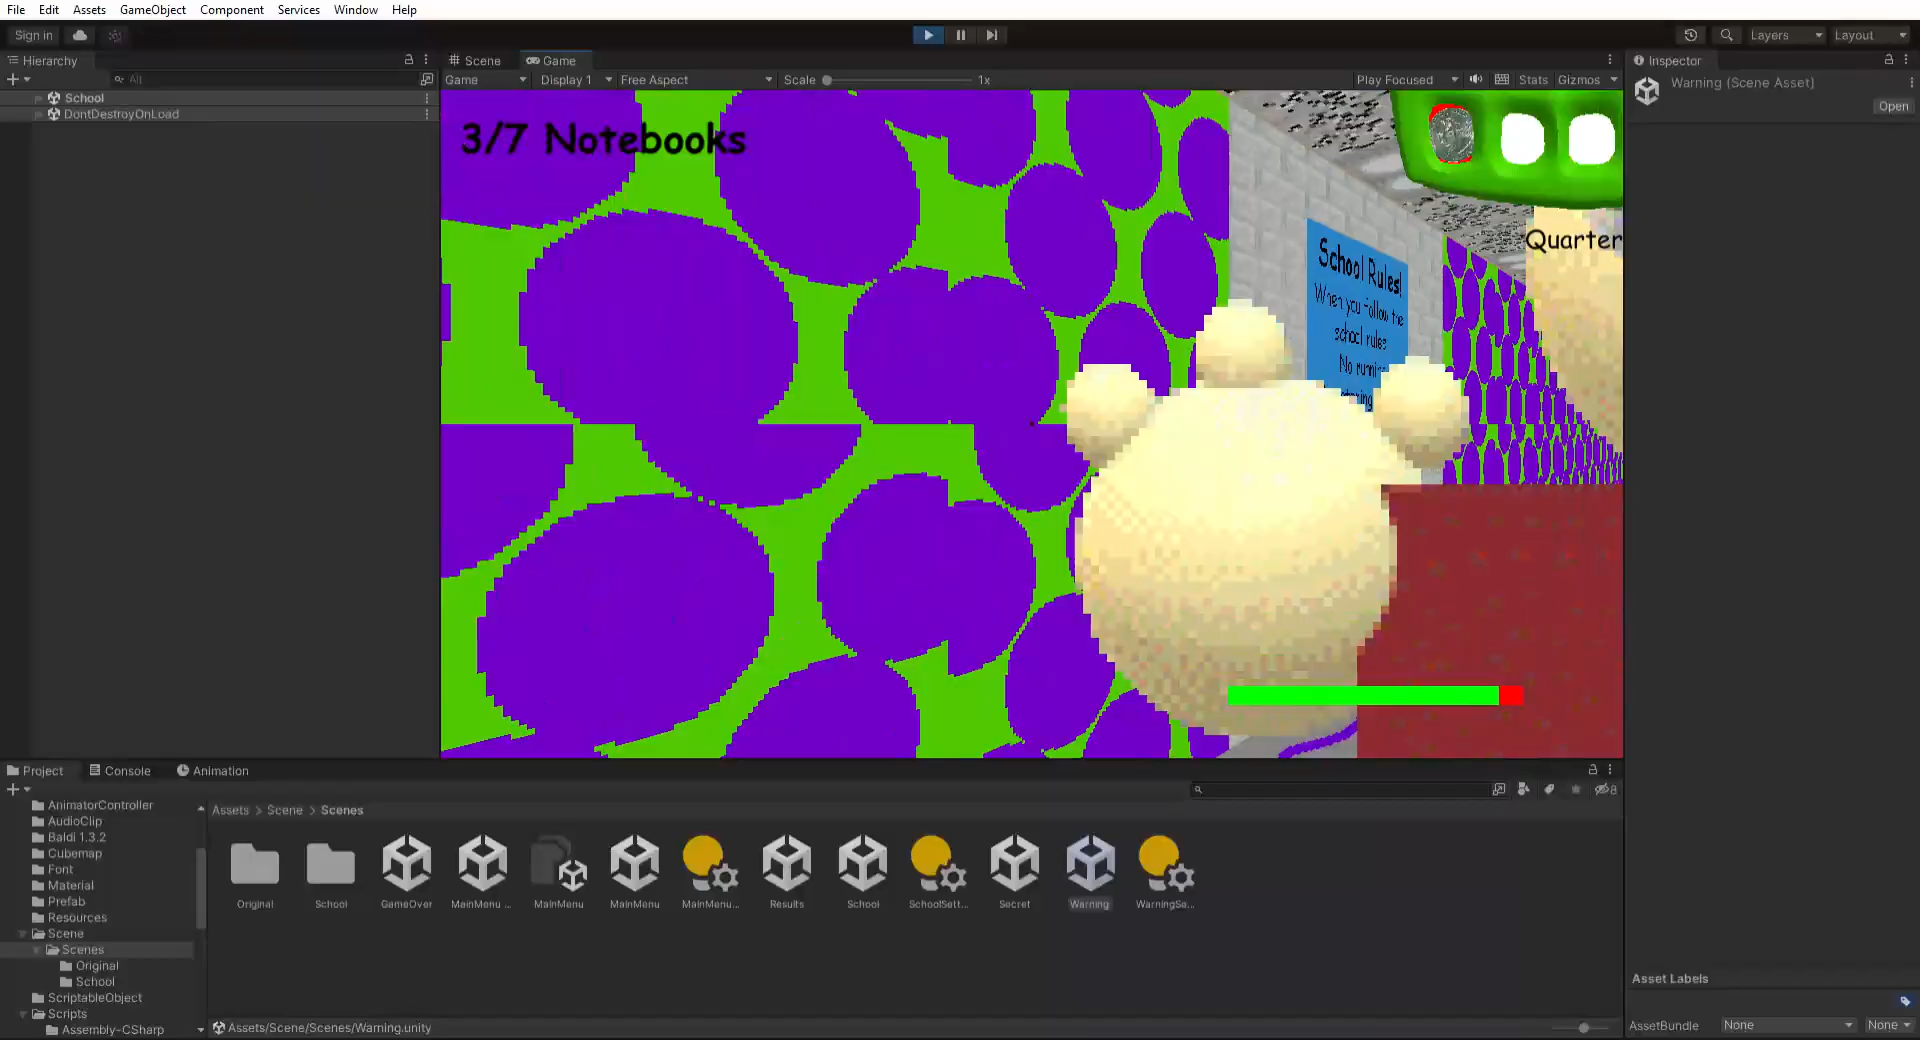 File Edit Assets GameObject Component Services Window Help
Sign in Layers Layout
Hierarchy Scene Game Inspector
All Game Display 1 Free Aspect Scale 1x Play Focused Stats Gizmos
Warning (Scene Asset)
Open
School
DontDestroyOnLoad
3/7 Notebooks
Quarter
School Rules!
When you Follow the
school rules
No
Project Console Animation
8
Assets > Scene > Scenes
AnimatorController
AudioClip
Baldi 1.3.2
Cubemap
Font
Material
Prefab
Resources
Scene
Scenes
Original
School
ScriptableObject
Scripts
Assembly-CSharp
Original School GameOver MainMenu ... MainMenu MainMenu MainMenu... Results School SchoolSett... Secret Warning WarningSe...
Assets/Scene/Scenes/Warning.unity
Asset Labels
AssetBundle None None